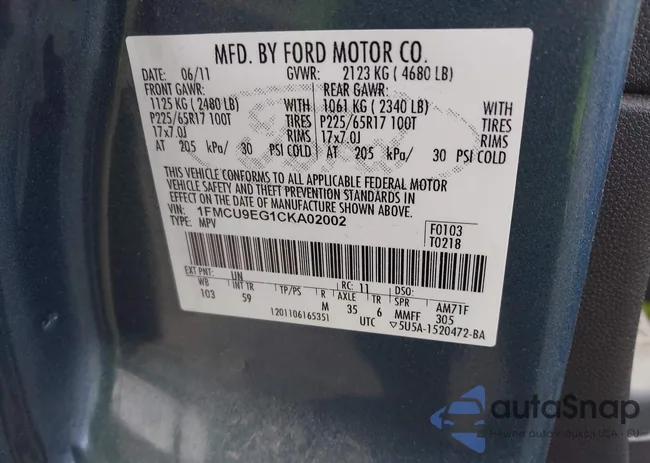 MFD. BY FORD MOTOR CO.
DATE: 06/11 GVWR: 2123 KG ( 4680 LB)
FRONT GAWR: REAR GAWR:
1125 KG ( 2480 LB) WITH 1061 KG ( 2340 LB) WITH
P225/65R17 100T TIRES P225/65R17 100T TIRES
17x7.0J RIMS 17x7.0J RIMS
AT 205 kPa/ 30 PSI COLD AT 205 kPa/ 30 PSI COLD
THIS VEHICLE CONFORMS TO ALL APPLICABLE FEDERAL MOTOR
VEHICLE SAFETY AND THEFT PREVENTION STANDARDS IN
EFFECT ON THE DATE OF MANUFACTURE SHOWN ABOVE.
VIN: 1FMCU9EG1CKA02002 F0103
TYPE: MPV T0218
EXT PNT: UN RC: 11 DSO:
WB INT TR TP/PS R AXLE TR SPR AM71F
103 59 M 35 6 MMFF 305
1201106165351 UTC 5U5A-1520472-BA
autoSnap